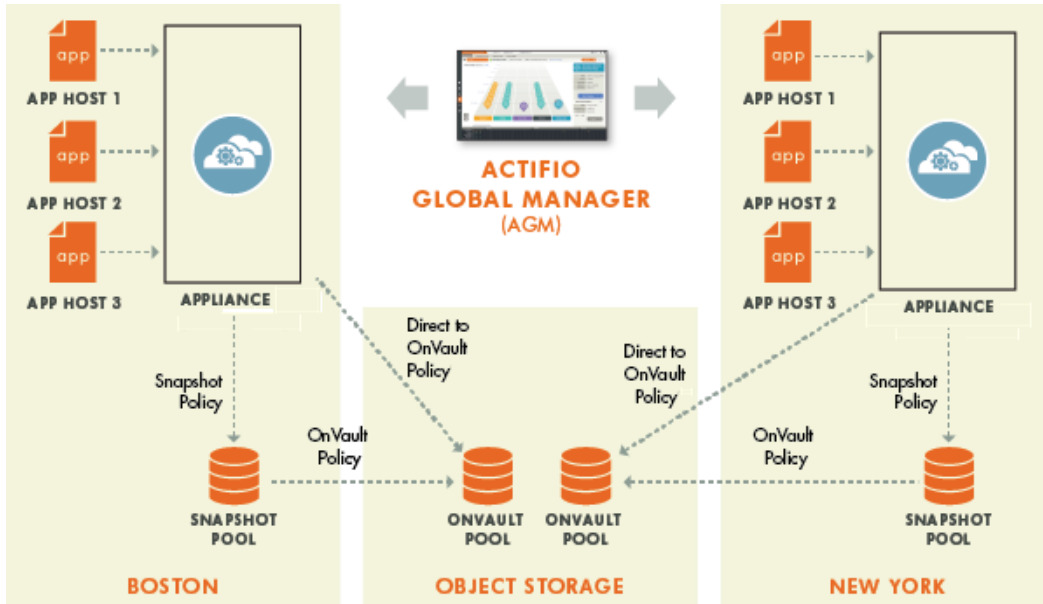 app
APP HOST 1
app
APP HOST 2
app
APP HOST 3
APPLIANCE
Snapshot
Policy
SNAPSHOT
POOL
OnVault
Policy
BOSTON
ACTIFIO
GLOBAL MANAGER
(AGM)
Direct to
OnVault
Policy
Direct to
OnVault
Policy
ONVAULT
POOL
ONVAULT
POOL
OBJECT STORAGE
app
APP HOST 1
app
APP HOST 2
app
APP HOST 3
APPLIANCE
Snapshot
Policy
OnVault
Policy
SNAPSHOT
POOL
NEW YORK